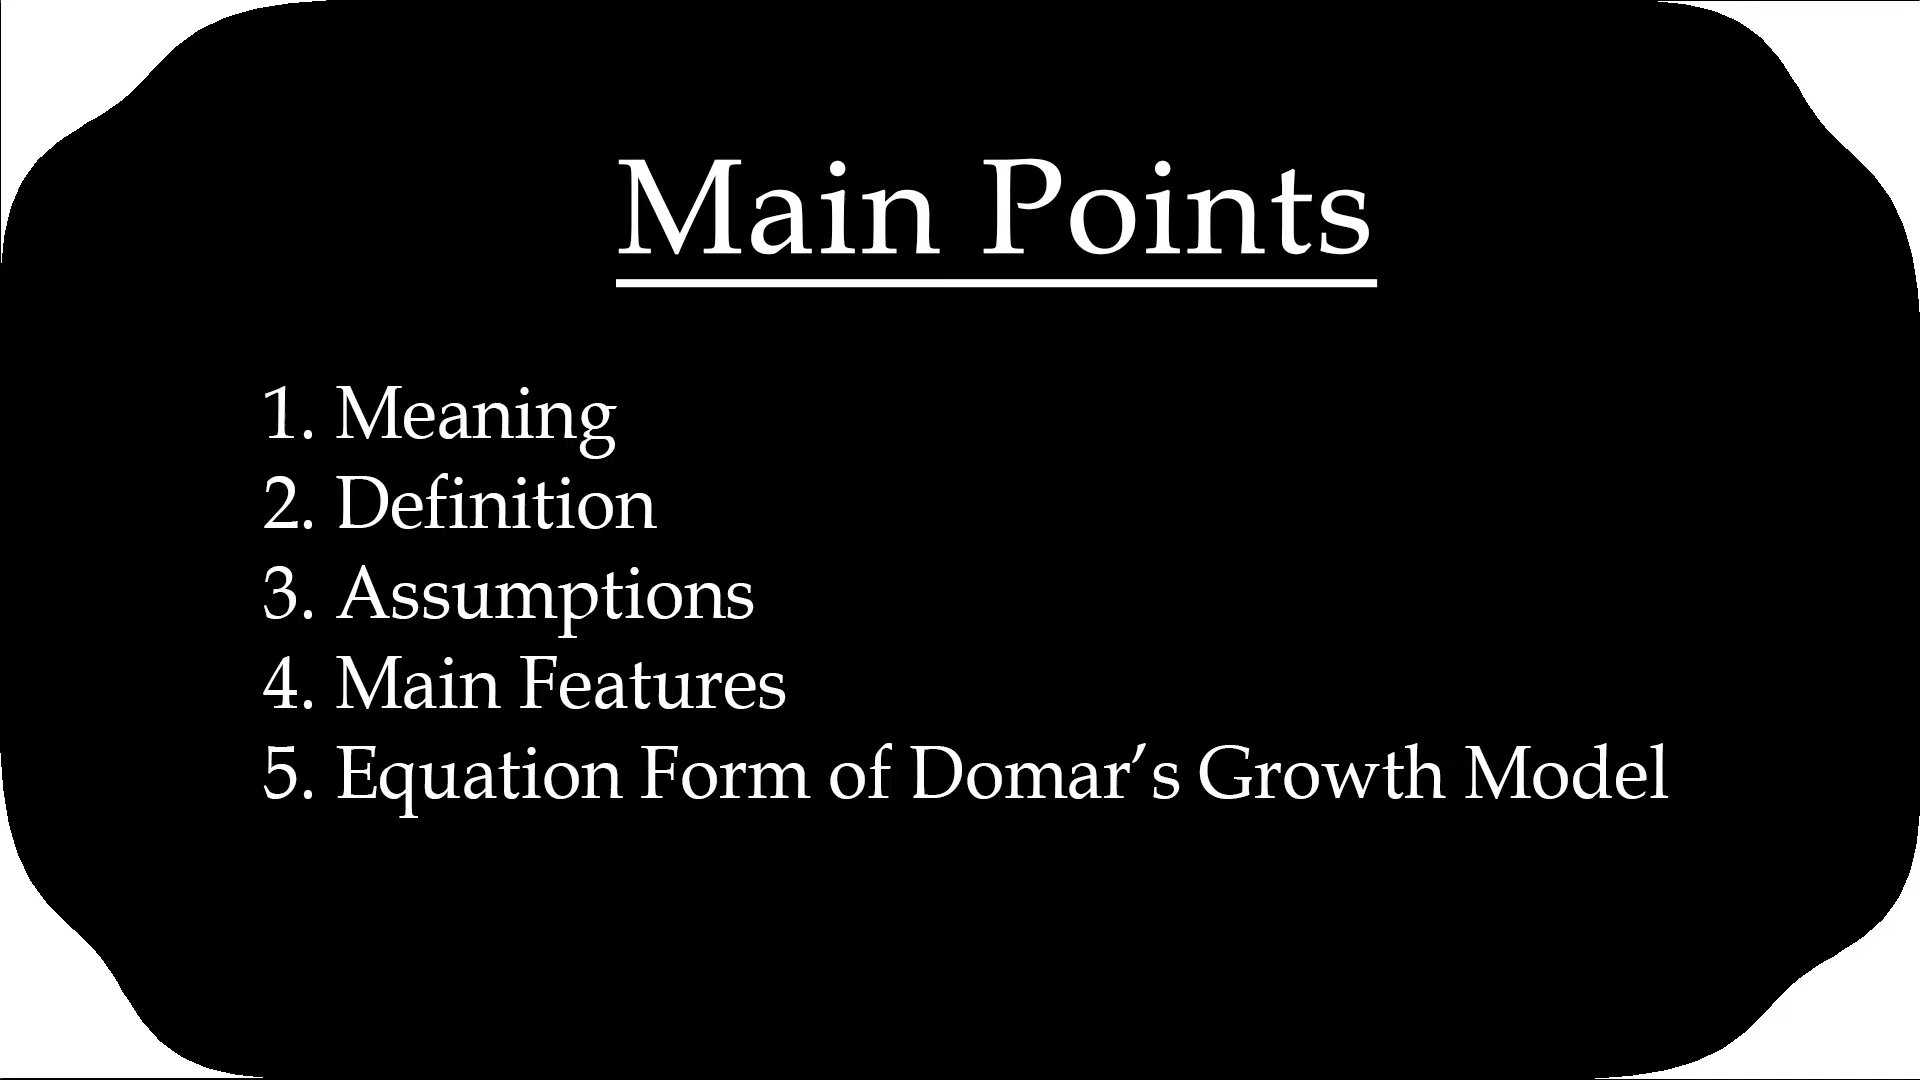 Main Points
1. Meaning
2. Definition
3. Assumptions
4. Main Features
5. Equation Form of Domar’s Growth Model